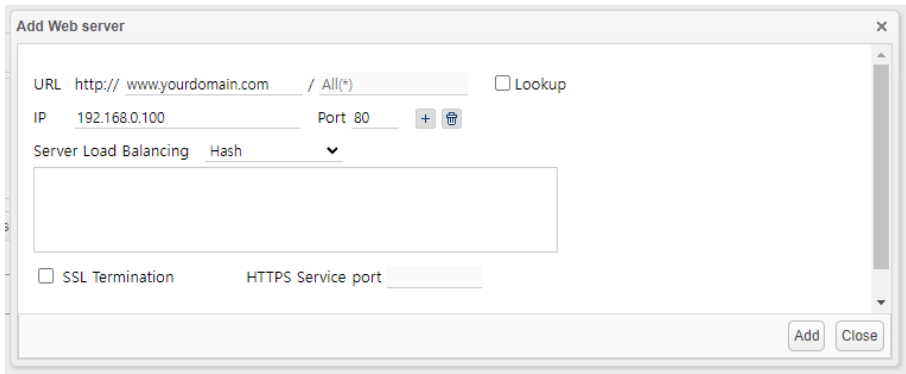 Add Web server
URL http:// www.yourdomain.com / All(*) Lookup
IP 192.168.0.100 Port 80 +
Server Load Balancing Hash
SSL Termination HTTPS Service port
Add Close